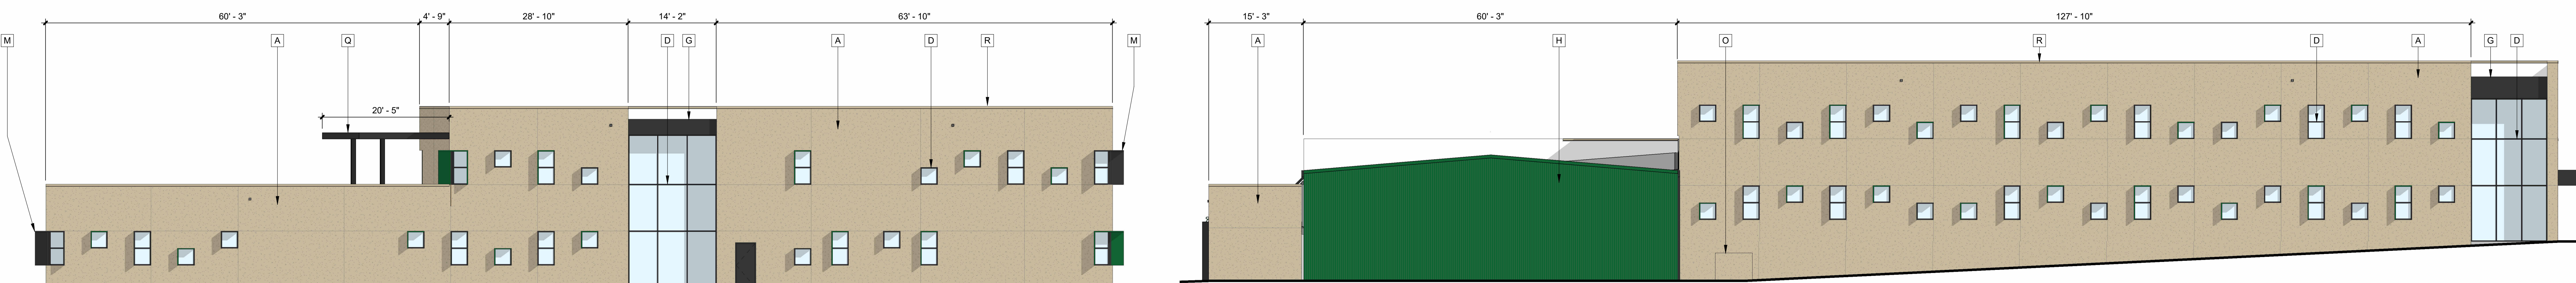 60' - 3" 4' - 9" 28' - 10" 14' - 2" 63' - 10" 15' - 3" 60' - 3" 127' - 10"
M A Q D G A D R M A H O R D A G D
20' - 5"